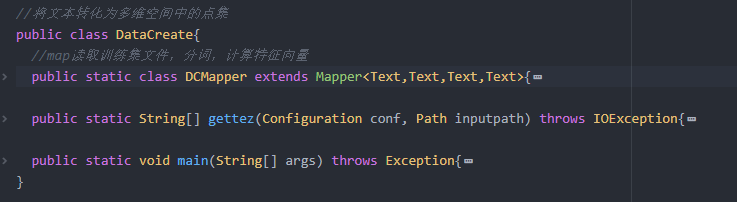 //将文本转化为多维空间中的点集
public class DataCreate{
//map读取训练集文件，分词，计算特征向量
public static class DCMapper extends Mapper<Text,Text,Text,Text>{
public static String[] gettez(Configuration conf, Path inputpath) throws IOException{
public static void main(String[] args) throws Exception{
}